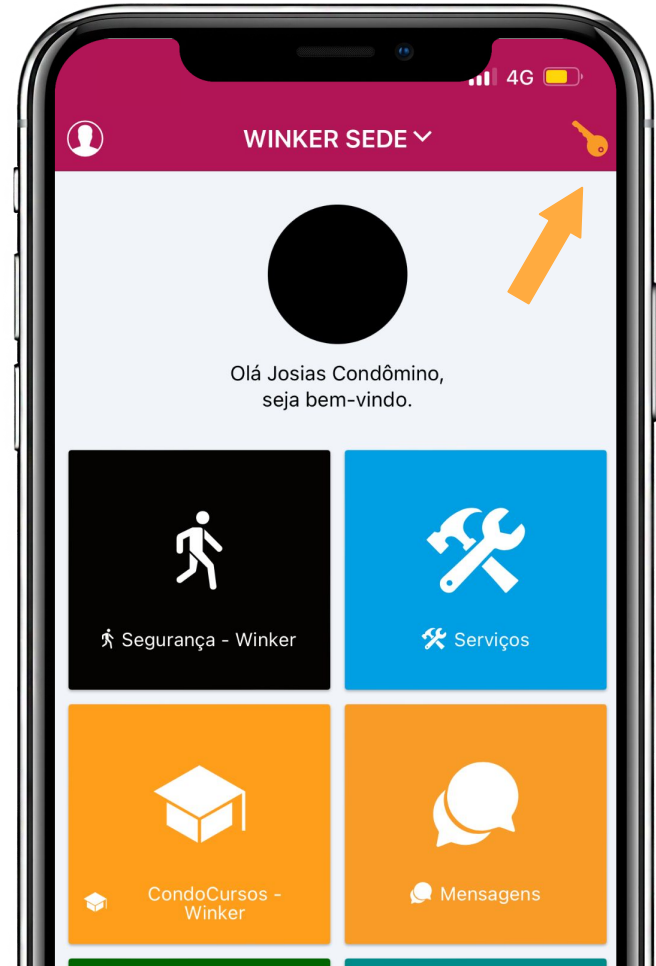 4G
WINKER SEDE
Olá Josias Condômino,
seja bem-vindo.
Segurança - Winker
Serviços
CondoCursos -
Winker
Mensagens